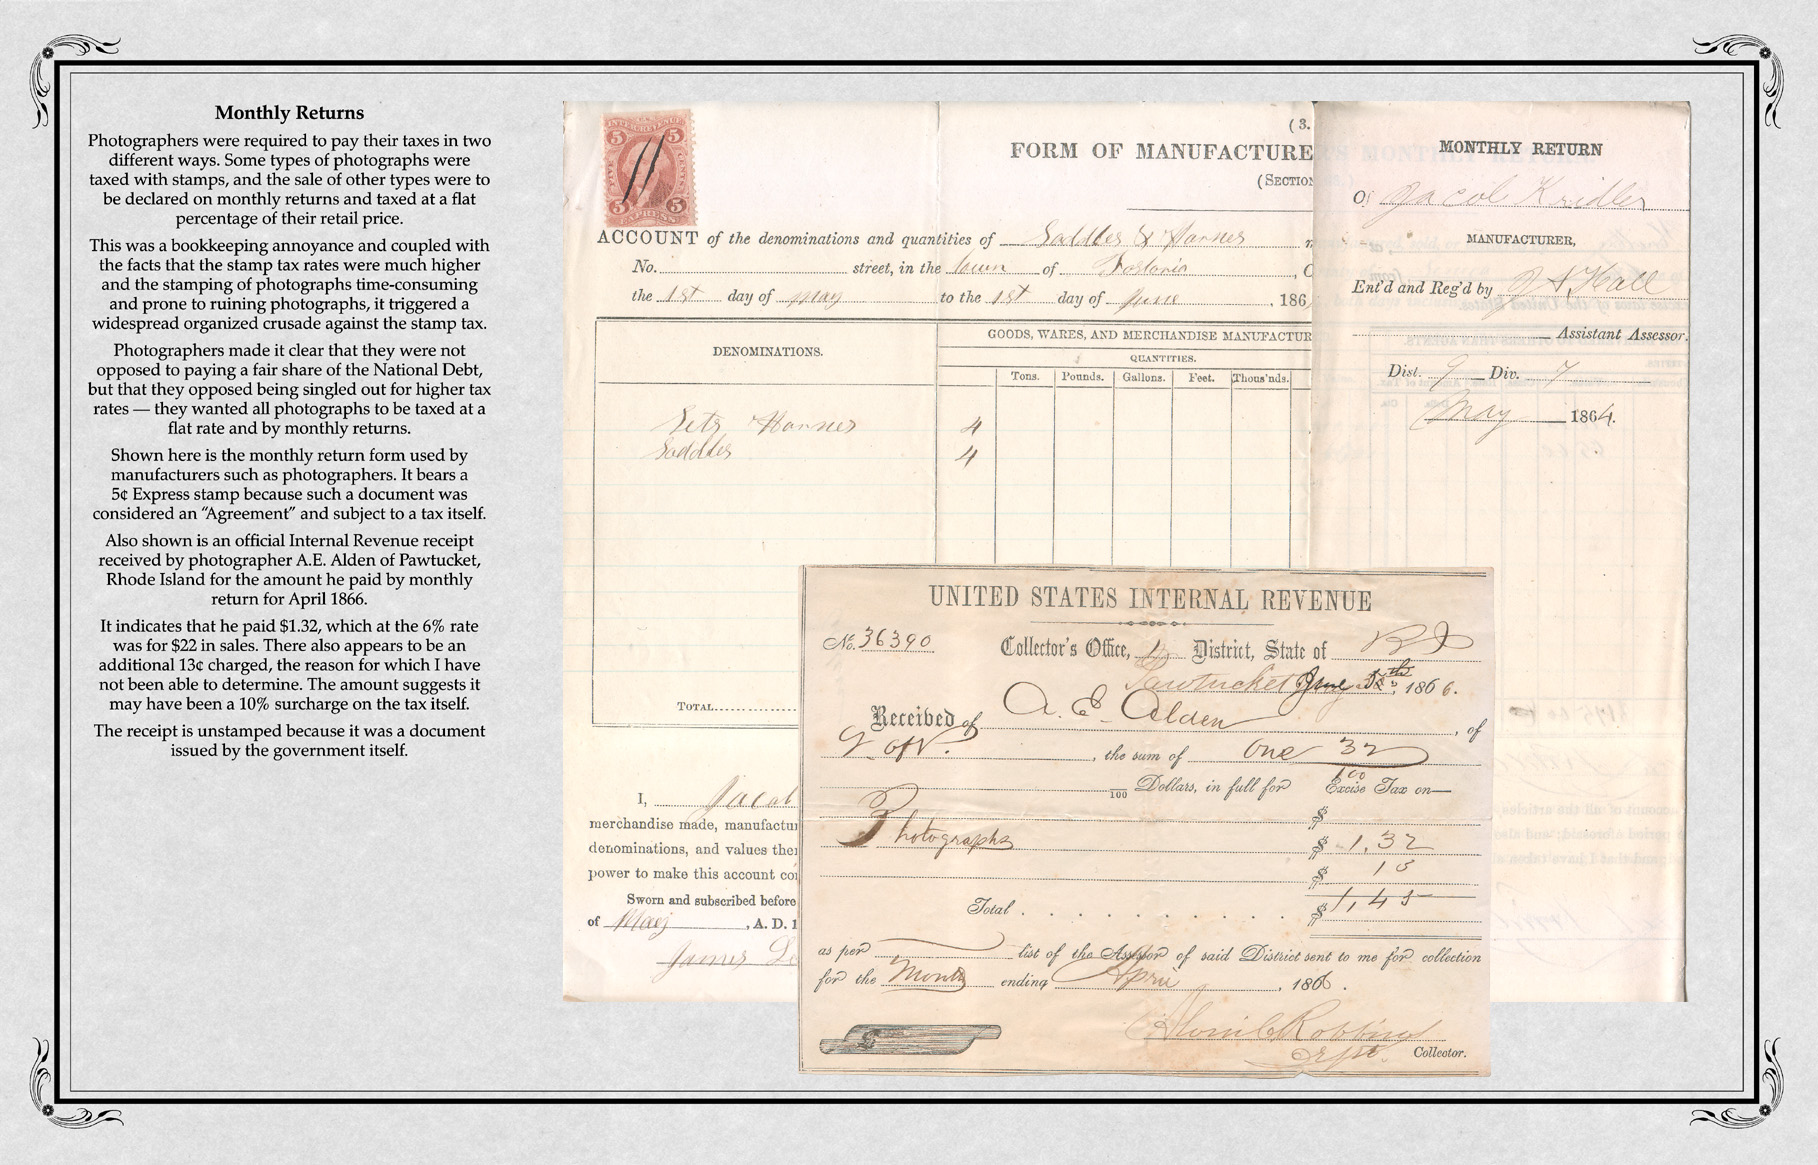 Monthly Returns
Photographers were required to pay their taxes in two
different ways. Some types of photographs were
taxed with stamps, and the sale of other types were to
be declared on monthly returns and taxed at a flat
percentage of their retail price.
This was a bookkeeping annoyance and coupled with
the facts that the stamp tax rates were much higher
and the stamping of photographs time-consuming
and prone to ruining photographs, it triggered a
widespread organized crusade against the stamp tax.
Photographers made it clear that they were not
opposed to paying a fair share of the National Debt,
but that they opposed being singled out for higher tax
rates — they wanted all photographs to be taxed at a
flat rate and by monthly returns.
Shown here is the monthly return form used by
manufacturers such as photographers. It bears a
5¢ Express stamp because such a document was
considered an “Agreement” and subject to a tax itself.
Also shown is an official Internal Revenue receipt
received by photographer A.E. Alden of Pawtucket,
Rhode Island for the amount he paid by monthly
return for April 1866.
It indicates that he paid $1.32, which at the 6% rate
was for $22 in sales. There also appears to be an
additional 13¢ charged, the reason for which I have
not been able to determine. The amount suggests it
may have been a 10% surcharge on the tax itself.
The receipt is unstamped because it was a document
issued by the government itself.
INTER. REVENUE
5 5
FIVE CENTS
5 5
EXPRESS
(3.
FORM OF MANUFACTURE
(SECTION
ACCOUNT of the denominations and quantities of Saddles & Harness
No. street, in the town of Fostoria, O
the 1st day of May to the 1st day of June, 186
DENOMINATIONS.
GOODS, WARES, AND MERCHANDISE MANUFACTUR
QUANTITIES.
Tons. Pounds. Gallons. Feet. Thous'nds.
Sets Harness 4
Saddles 4
TOTAL
I, Jacob
merchandise made, manufactu
denominations, and values the
power to make this account co
Sworn and subscribed before
of May, A. D. 1
James
MONTHLY RETURN
Of Jacob Kridler
MANUFACTURER,
Ent'd and Reg'd by Hall
Assistant Assessor.
Dist. 9 Div. 7
May 1864.
UNITED STATES INTERNAL REVENUE
No. 36390
Collector's Office, 1 District, State of R I
Pawtucket June 5th, 1866.
Received of A. E. Alden, of
, the sum of One 32
100 Dollars, in full for Excise Tax on—
$
Photographs $ 1.32
$ 13
Total $ 1,45
as per list of the Assessor of said District sent to me for collection
for the Month ending April, 1866.
Robbins
Dept. Collector.